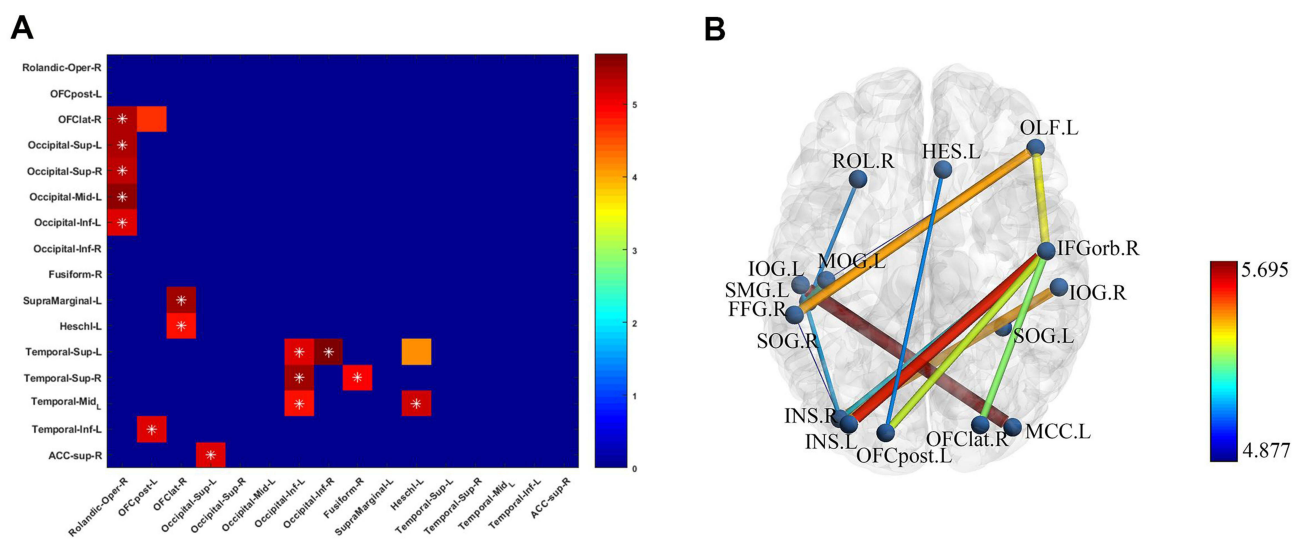 A
Rolandic-Oper-R
OFCpost-L
OFClat-R
Occipital-Sup-L
Occipital-Sup-R
Occipital-Mid-L
Occipital-Inf-L
Occipital-Inf-R
Fusiform-R
SupraMarginal-L
Heschl-L
Temporal-Sup-L
Temporal-Sup-R
Temporal-Mid_L
Temporal-Inf-L
ACC-sup-R
Rolandic-Oper-R
OFCpost-L
OFClat-R
Occipital-Sup-L
Occipital-Sup-R
Occipital-Mid-L
Occipital-Inf-L
Occipital-Inf-R
Fusiform-R
SupraMarginal-L
Heschl-L
Temporal-Sup-L
Temporal-Sup-R
Temporal-Mid_L
Temporal-Inf-L
ACC-sup-R
5
4
3
2
1
0
B
OLF.L
HES.L
ROL.R
IFGorb.R
MOG.L
IOG.L
SMG.L
IOG.R
FFG.R
SOG.L
SOG.R
INS.R
INS.L
OFClat.R
MCC.L
OFCpost.L
5.695
4.877